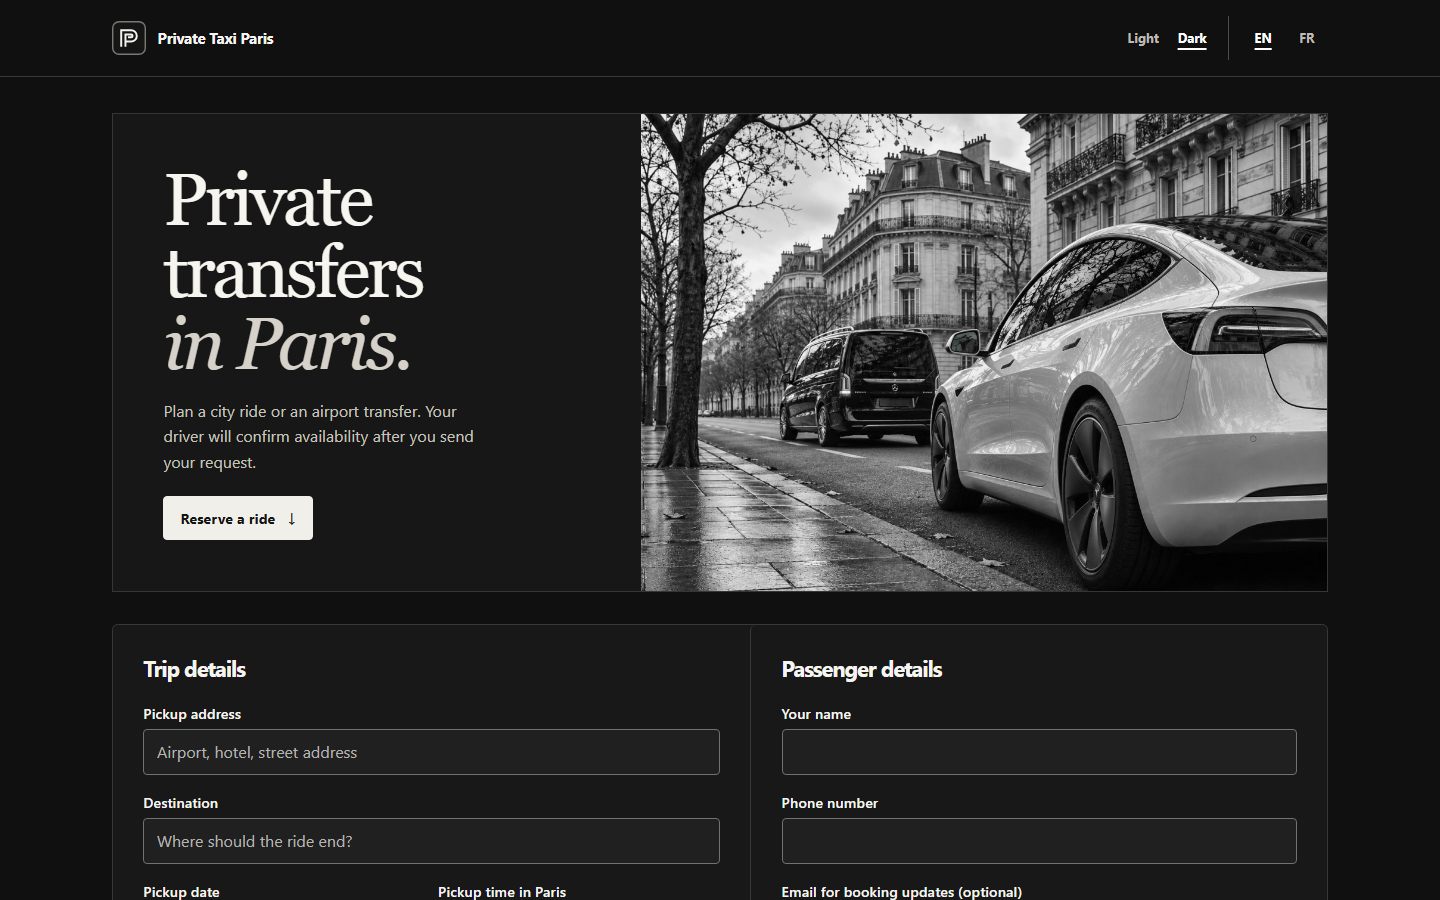 Private Taxi Paris
Light Dark EN FR
Private
transfers
in Paris.
Plan a city ride or an airport transfer. Your
driver will confirm availability after you send
your request.
Reserve a ride ↓
Trip details
Pickup address
Airport, hotel, street address
Destination
Where should the ride end?
Pickup date Pickup time in Paris
Passenger details
Your name
Phone number
Email for booking updates (optional)